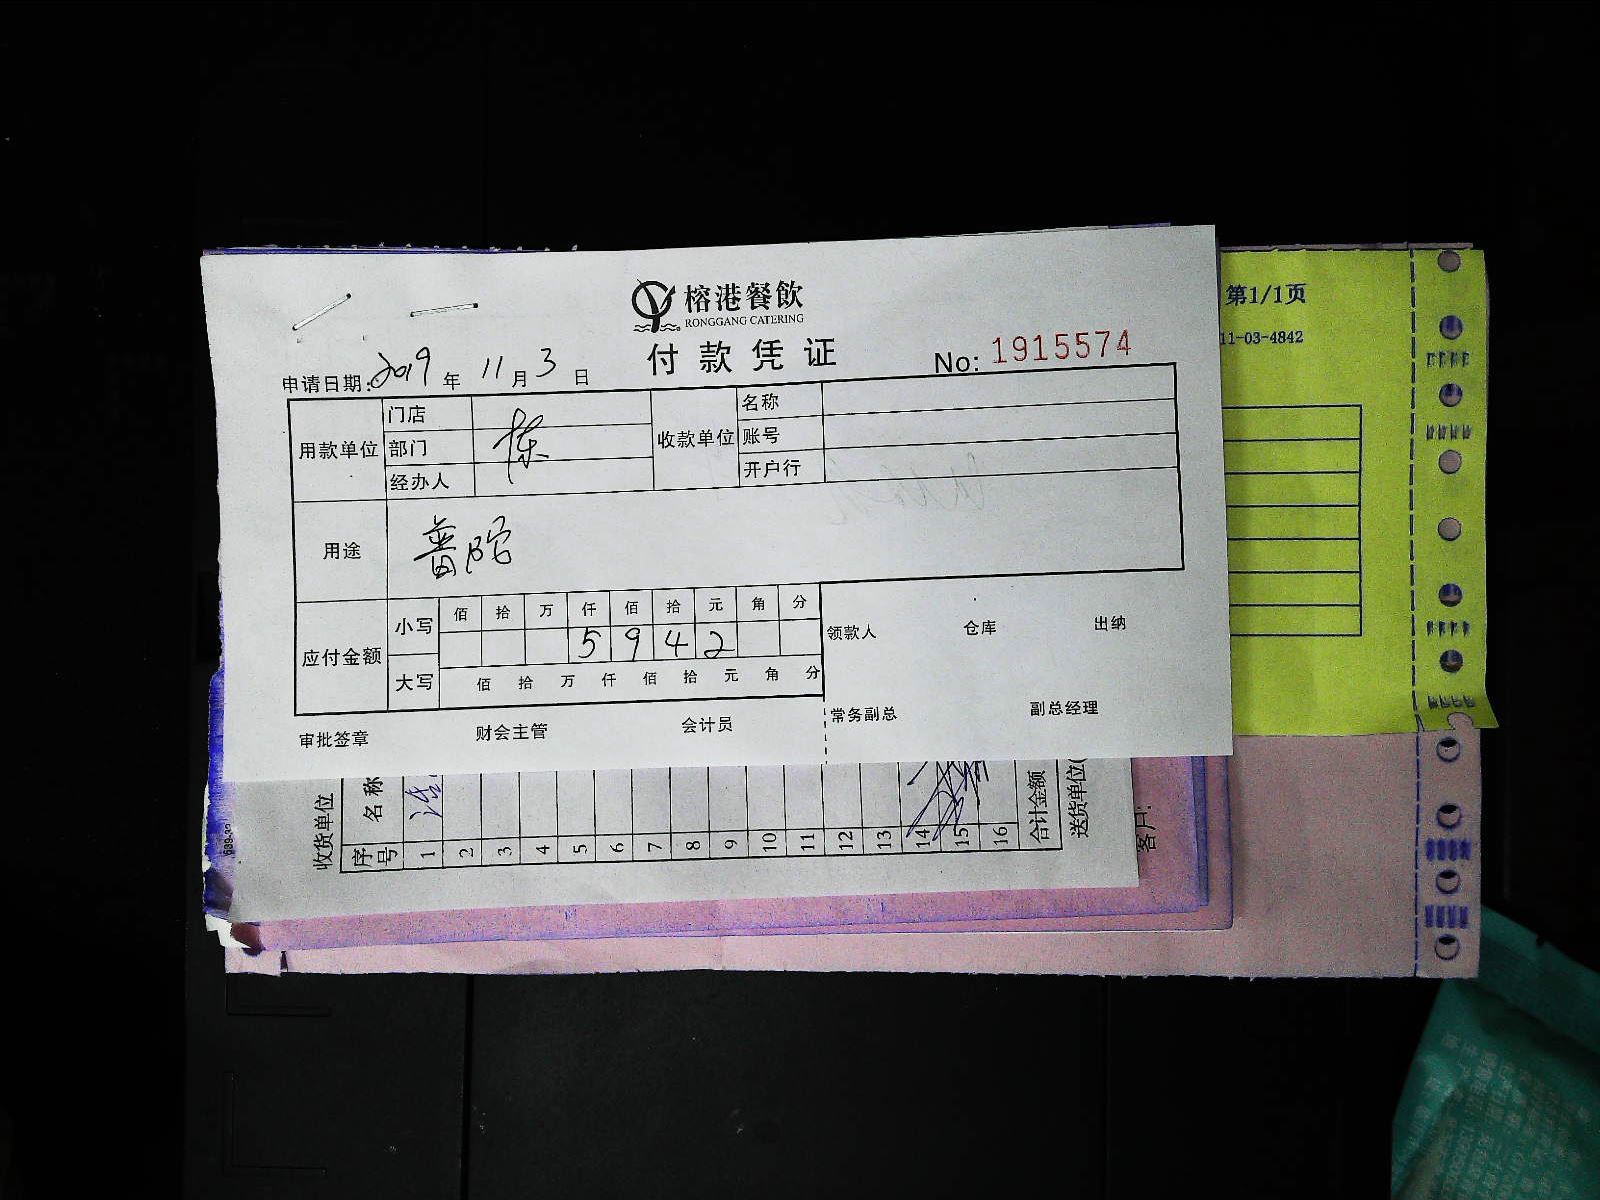 榕港餐飲
RONGGANG CATERING
付款凭证
No: 1915574
申请日期: 2019 年 11 月 3 日
用款单位 门店 收款单位 名称
部门 栋 账号
经办人 开户行
用途 普陀
应付金额 小写 佰 拾 万 仟 佰 拾 元 角 分
5 9 4 2
大写 佰 拾 万 仟 佰 拾 元 角 分
领款人 仓库 出纳
审批签章 财会主管 会计员 常务副总 副总经理
第1/1页
11-03-4842
收货单位
序号 名称
1
2
3
4
5
6
7
8
9
10
11
12
13
14
15
16
合计金额
送货单位(
客户: